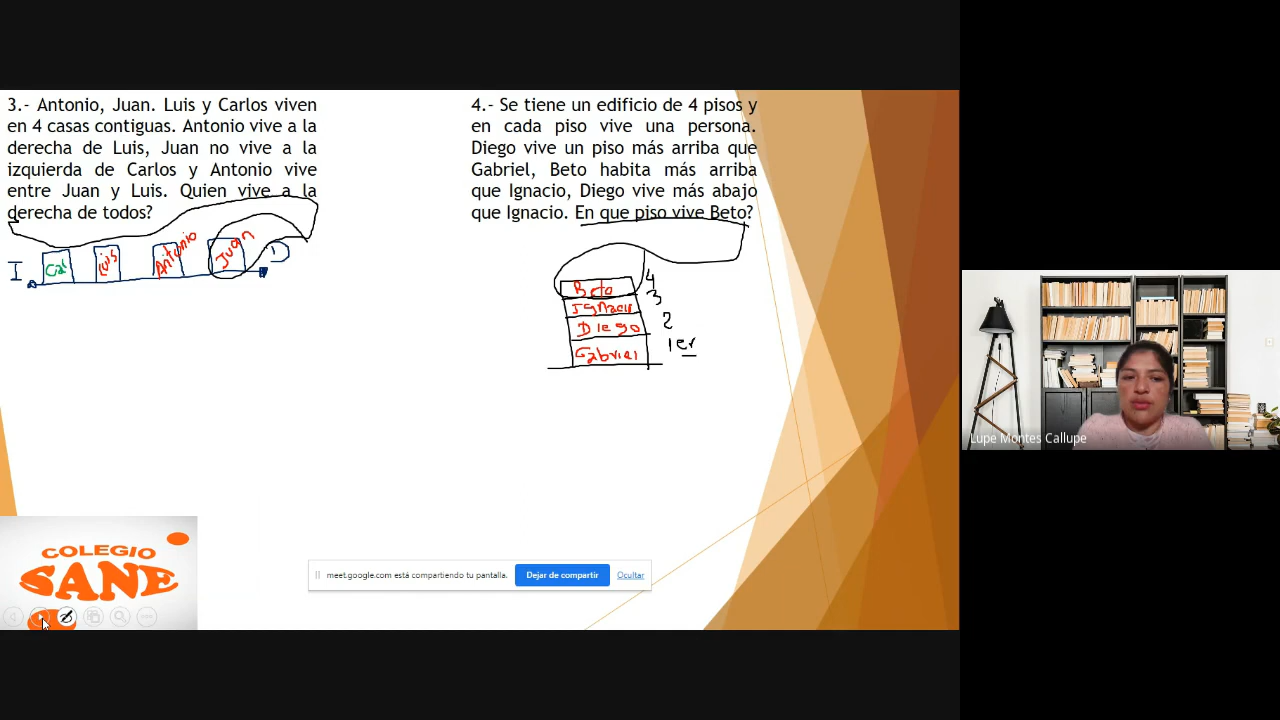 3.- Antonio, Juan. Luis y Carlos viven
en 4 casas contiguas. Antonio vive a la
derecha de Luis, Juan no vive a la
izquierda de Carlos y Antonio vive
entre Juan y Luis. Quien vive a la
derecha de todos?
I
Car
Luis
Antonio
Juan
D
4.- Se tiene un edificio de 4 pisos y
en cada piso vive una persona.
Diego vive un piso más arriba que
Gabriel, Beto habita más arriba
que Ignacio, Diego vive más abajo
que Ignacio. En que piso vive Beto?
Beto 4
Ignacio 3
Diego 2
Gabriel 1er
Lupe Montes Callupe
COLEGIO
SANE
meet.google.com está compartiendo tu pantalla. Dejar de compartir Ocultar